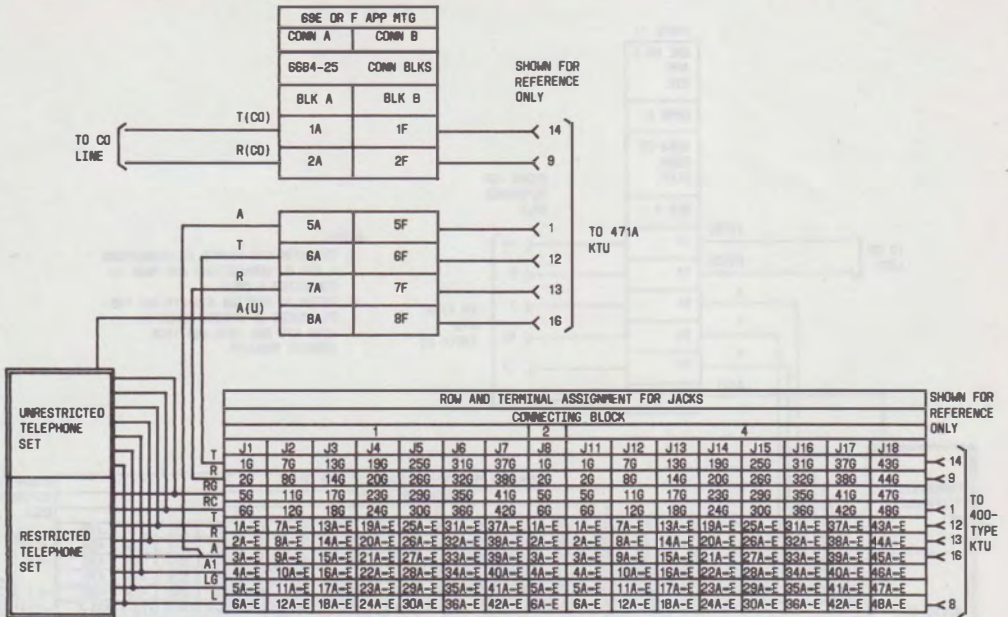 69E OR F APP MTG
CONN A CONN B
66B4-25 CONN BLKS
BLK A BLK B
SHOWN FOR
REFERENCE
ONLY
TO CO
LINE
T(CO) 1A 1F 14
R(CO) 2A 2F 9
A 5A 5F 1
T 6A 6F 12
R 7A 7F 13
A(U) 8A 8F 16
TO 471A
KTU
UNRESTRICTED
TELEPHONE
SET
RESTRICTED
TELEPHONE
SET
ROW AND TERMINAL ASSIGNMENT FOR JACKS
CONNECTING BLOCK
1 2 4
SHOWN FOR
REFERENCE
ONLY
J1 J2 J3 J4 J5 J6 J7 J8 J11 J12 J13 J14 J15 J16 J17 J18
T 1G 7G 13G 19G 25G 31G 37G 1G 1G 7G 13G 19G 25G 31G 37G 43G 14
R 2G 8G 14G 20G 26G 32G 38G 2G 2G 8G 14G 20G 26G 32G 38G 44G 9
RG 5G 11G 17G 23G 29G 35G 41G 5G 5G 11G 17G 23G 29G 35G 41G 47G
RC 6G 12G 18G 24G 30G 36G 42G 6G 6G 12G 18G 24G 30G 36G 42G 48G 1
T 1A-E 7A-E 13A-E 19A-E 25A-E 31A-E 37A-E 1A-E 1A-E 7A-E 13A-E 19A-E 25A-E 31A-E 37A-E 43A-E 12
R 2A-E 8A-E 14A-E 20A-E 26A-E 32A-E 38A-E 2A-E 2A-E 8A-E 14A-E 20A-E 26A-E 32A-E 38A-E 44A-E 13
A 3A-E 9A-E 15A-E 21A-E 27A-E 33A-E 39A-E 3A-E 3A-E 9A-E 15A-E 21A-E 27A-E 33A-E 39A-E 45A-E 16
A1 4A-E 10A-E 16A-E 22A-E 28A-E 34A-E 40A-E 4A-E 4A-E 10A-E 16A-E 22A-E 28A-E 34A-E 40A-E 46A-E
LG 5A-E 11A-E 17A-E 23A-E 29A-E 35A-E 41A-E 5A-E 5A-E 11A-E 17A-E 23A-E 29A-E 35A-E 41A-E 47A-E
L 6A-E 12A-E 18A-E 24A-E 30A-E 36A-E 42A-E 6A-E 6A-E 12A-E 18A-E 24A-E 30A-E 36A-E 42A-E 48A-E 8
TO
400-
TYPE
KTU